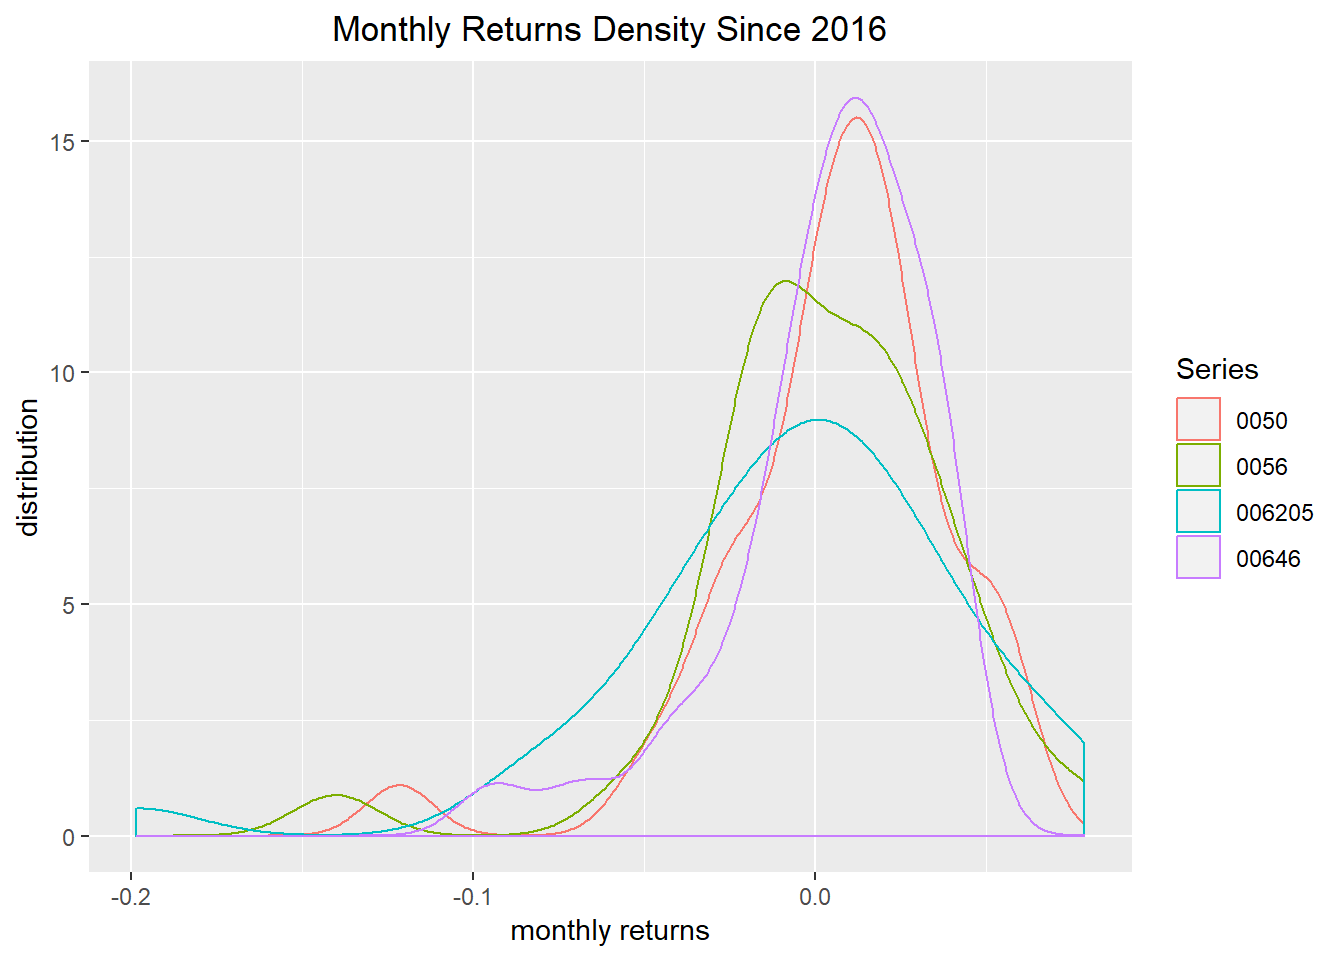 Monthly Returns Density Since 2016
distribution
15
10
5
0
-0.2
-0.1
0.0
monthly returns
Series
0050
0056
006205
00646